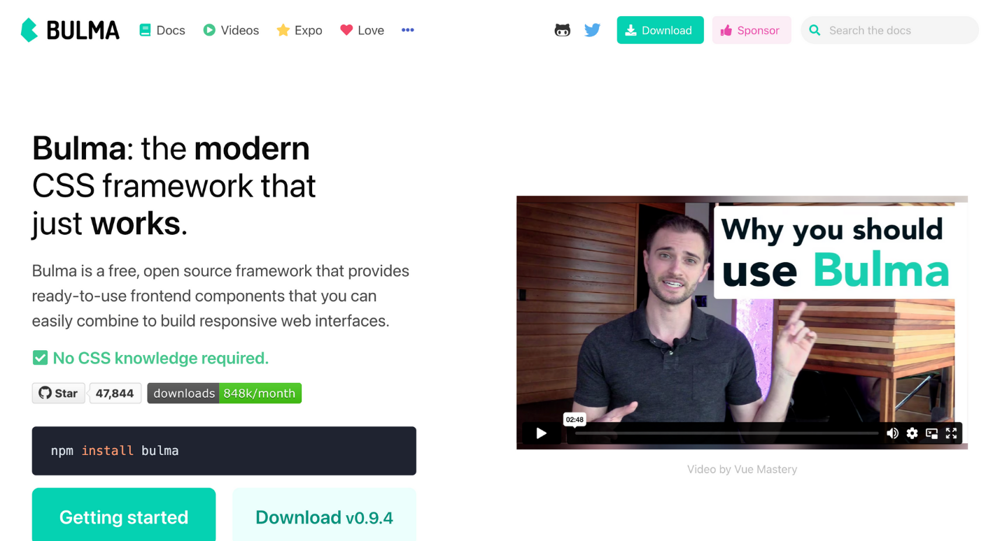 BULMA
Docs
Videos
Expo
Love
Download
Sponsor
Search the docs
Bulma: the modern
CSS framework that
just works.
Bulma is a free, open source framework that provides
ready-to-use frontend components that you can
easily combine to build responsive web interfaces.
No CSS knowledge required.
Star
47,844
downloads 848k/month
npm install bulma
Getting started
Download v0.9.4
Why you should
use Bulma
02:48
Video by Vue Mastery